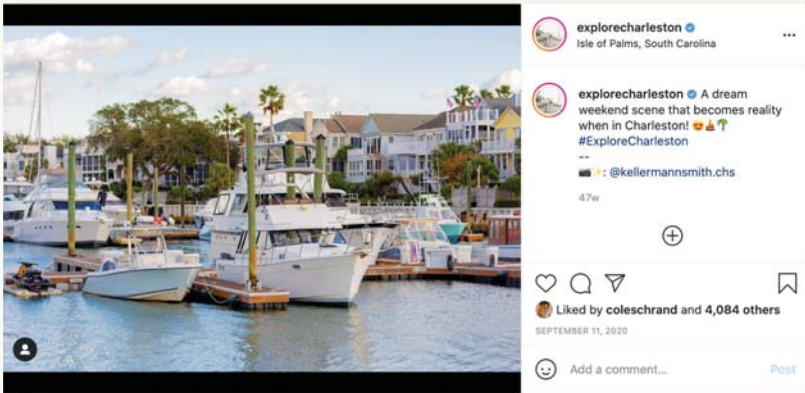 explorecharleston
Isle of Palms, South Carolina
explorecharleston A dream
weekend scene that becomes reality
when in Charleston! 😍⛵🌴
#ExploreCharleston
--
📷✨: @kellermannsmith.chs
47w
Liked by coleschrand and 4,084 others
SEPTEMBER 11, 2020
Add a comment...
Post